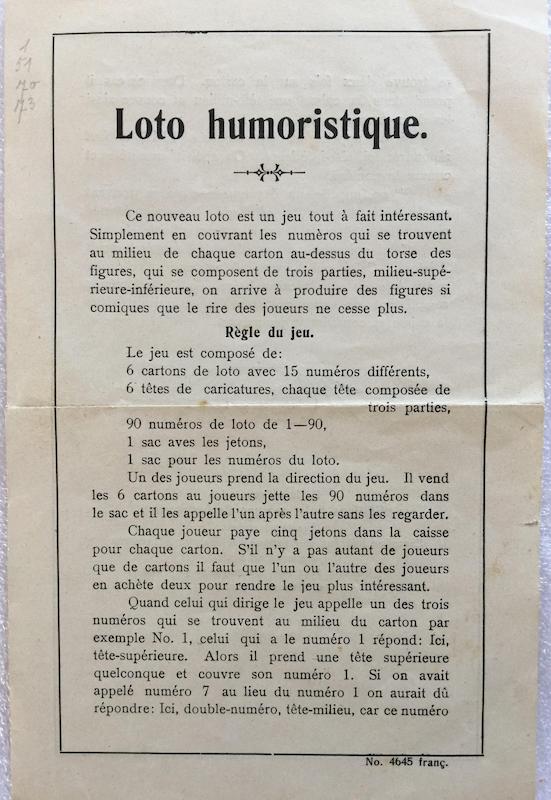 1
51
70
73
Loto humoristique.
Ce nouveau loto est un jeu tout à fait intéressant.
Simplement en couvrant les numèros qui se trouvent
au milieu de chaque carton au-dessus du torse des
figures, qui se composent de trois parties, milieu-supé-
rieure-inférieure, on arrive à produire des figures si
comiques que le rire des joueurs ne cesse plus.
Règle du jeu.
Le jeu est composé de:
6 cartons de loto avec 15 numéros différents,
6 têtes de caricatures, chaque tête composée de
trois parties,
90 numéros de loto de 1—90,
1 sac aves les jetons,
1 sac pour les numéros du loto.
Un des joueurs prend la direction du jeu. Il vend
les 6 cartons au joueurs jette les 90 numéros dans
le sac et il les appelle l'un après l'autre sans les regarder.
Chaque joueur paye cinq jetons dans la caisse
pour chaque carton. S'il n'y a pas autant de joueurs
que de cartons il faut que l'un ou l'autre des joueurs
en achète deux pour rendre le jeu plus intéressant.
Quand celui qui dirige le jeu appelle un des trois
numéros qui se trouvent au milieu du carton par
exemple No. 1, celui qui a le numéro 1 répond: Ici,
tête-supérieure. Alors il prend une tête supérieure
quelconque et couvre son numéro 1. Si on avait
appelé numéro 7 au lieu du numéro 1 on aurait dû
répondre: Ici, double-numéro, tête-milieu, car ce numéro
No. 4645 franç.